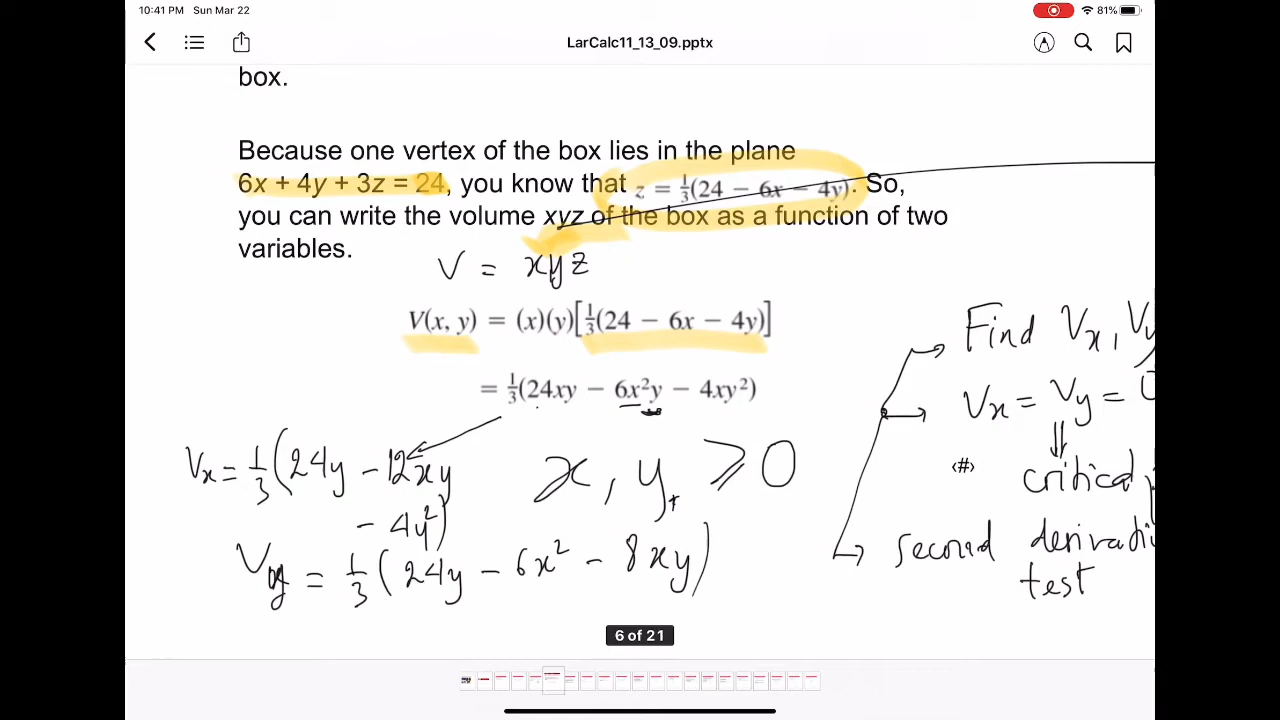 10:41 PM Sun Mar 22
81%
LarCalc11_13_09.pptx
box.
Because one vertex of the box lies in the plane
6x + 4y + 3z = 24, you know that z = ⅓(24 − 6x − 4y). So,
you can write the volume xyz of the box as a function of two
variables.
V = xyz
V(x, y) = (x)(y)[⅓(24 − 6x − 4y)]
= ⅓(24xy − 6x²y − 4xy²)
Vx = ⅓(24y − 12xy
− 4y²)
x, y ⩾ 0
Vy = ⅓(24y − 6x² − 8xy)
Find Vx, Vy
Vx = Vy = 0
‹#›
⇓
critical
second
test
6 of 21